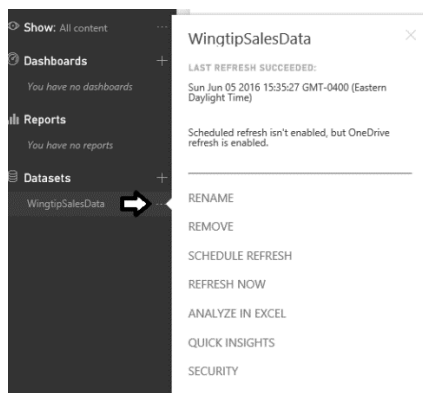 Show: All content ...
Dashboards +
You have no dashboards
Reports
You have no reports
Datasets +
WingtipSalesData ...
WingtipSalesData
LAST REFRESH SUCCEEDED:
Sun Jun 05 2016 15:35:27 GMT-0400 (Eastern
Daylight Time)
Scheduled refresh isn't enabled, but OneDrive
refresh is enabled.
RENAME
REMOVE
SCHEDULE REFRESH
REFRESH NOW
ANALYZE IN EXCEL
QUICK INSIGHTS
SECURITY